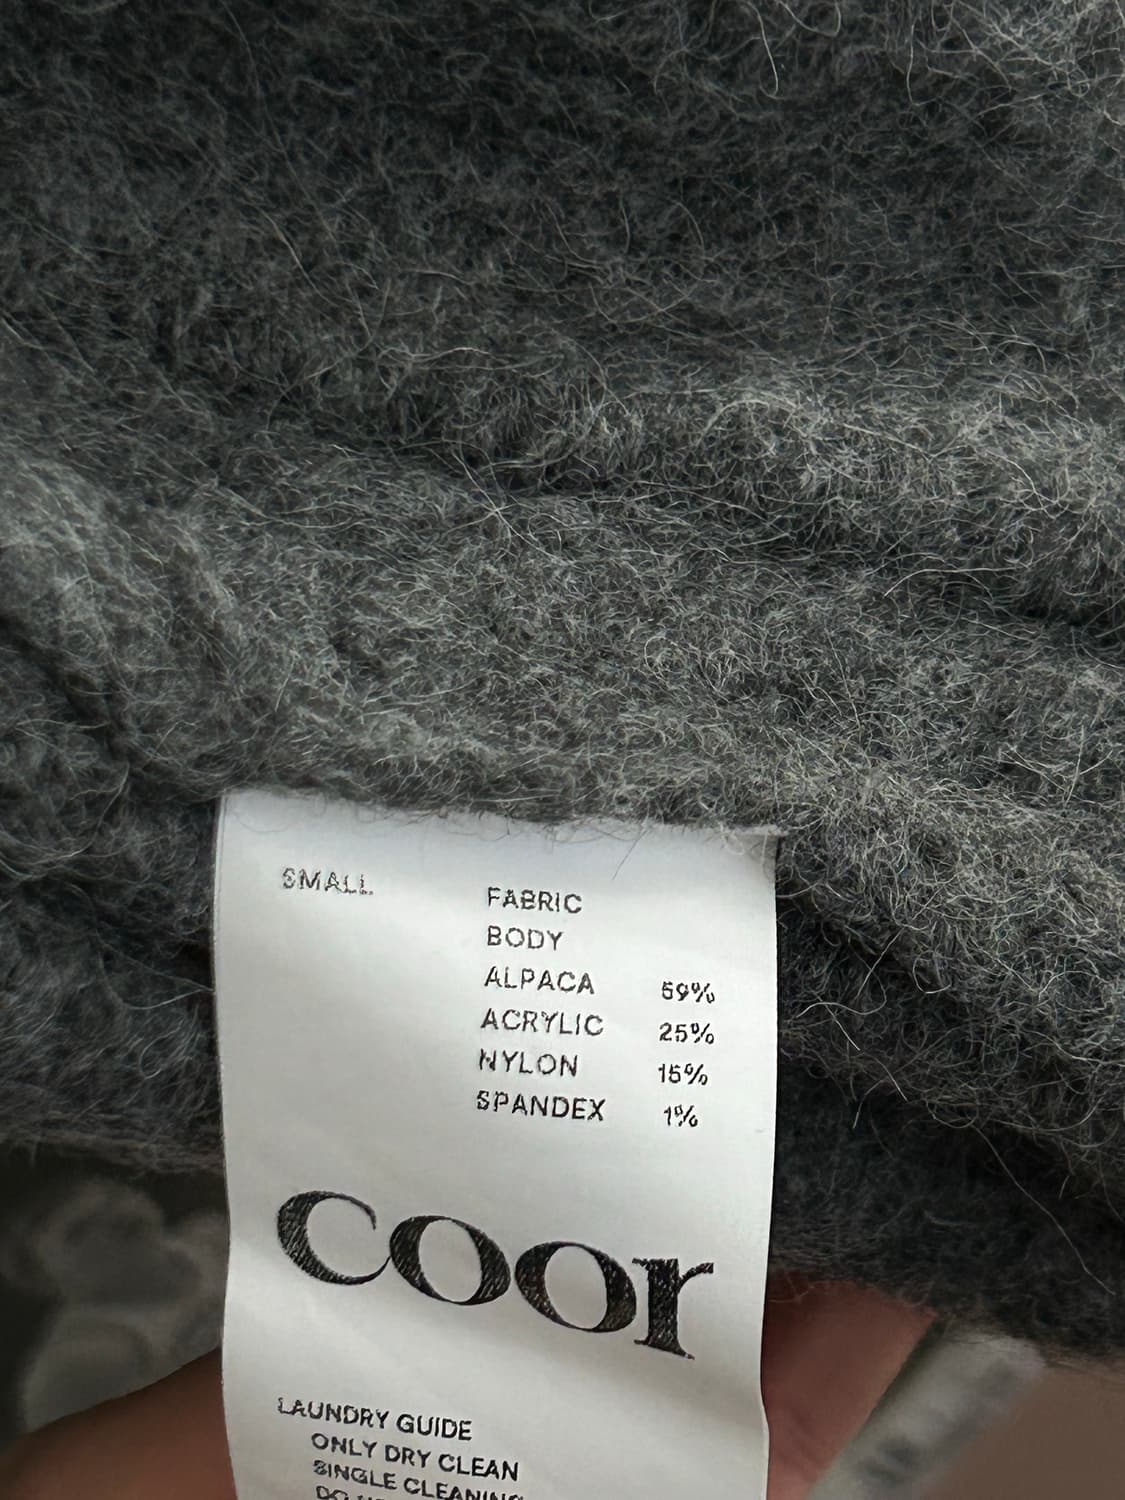 SMALL
FABRIC
BODY
ALPACA 59%
ACRYLIC 25%
NYLON 15%
SPANDEX 1%
coor
LAUNDRY GUIDE
ONLY DRY CLEAN
SINGLE CLEANING
DO